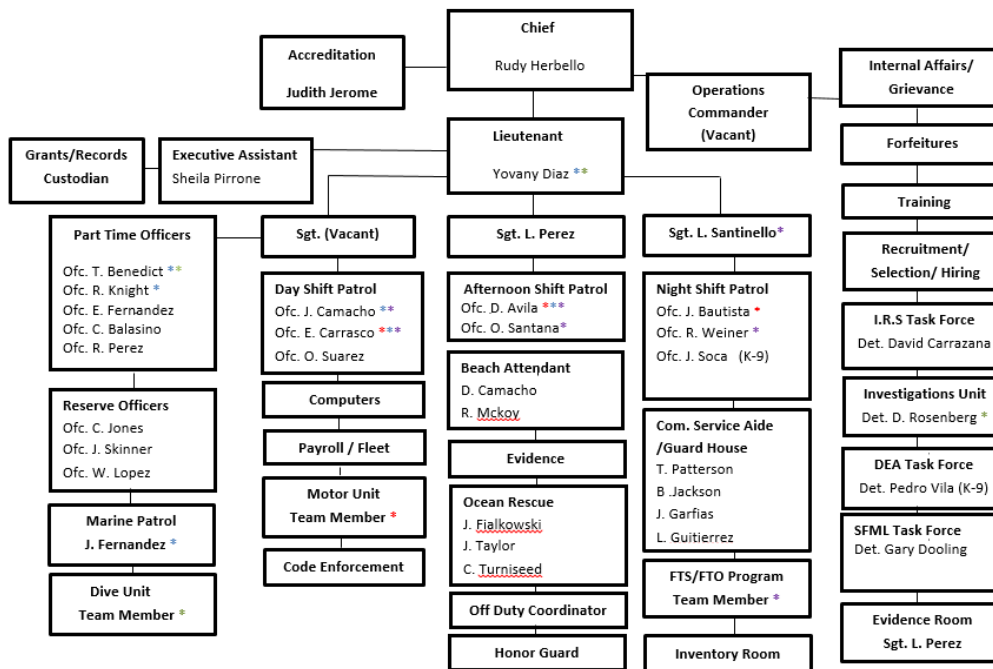 Chief
Rudy Herbello
Accreditation
Judith Jerome
Operations
Commander
(Vacant)
Internal Affairs/
Grievance
Lieutenant
Yovany Diaz **
Grants/Records
Custodian
Executive Assistant
Sheila Pirrone
Forfeitures
Training
Part Time Officers
Ofc. T. Benedict **
Ofc. R. Knight *
Ofc. E. Fernandez
Ofc. C. Balasino
Ofc. R. Perez
Reserve Officers
Ofc. C. Jones
Ofc. J. Skinner
Ofc. W. Lopez
Marine Patrol
J. Fernandez *
Dive Unit
Team Member *
Sgt. (Vacant)
Day Shift Patrol
Ofc. J. Camacho **
Ofc. E. Carrasco ***
Ofc. O. Suarez
Computers
Payroll / Fleet
Motor Unit
Team Member *
Code Enforcement
Sgt. L. Perez
Afternoon Shift Patrol
Ofc. D. Avila ***
Ofc. O. Santana*
Beach Attendant
D. Camacho
R. Mckoy
Evidence
Ocean Rescue
J. Fialkowski
J. Taylor
C. Turniseed
Off Duty Coordinator
Honor Guard
Sgt. L. Santinello*
Night Shift Patrol
Ofc. J. Bautista *
Ofc. R. Weiner *
Ofc. J. Soca (K-9)
Com. Service Aide
/Guard House
T. Patterson
B .Jackson
J. Garfias
L. Guitierrez
FTS/FTO Program
Team Member *
Inventory Room
Recruitment/
Selection/ Hiring
I.R.S Task Force
Det. David Carrazana
Investigations Unit
Det. D. Rosenberg *
DEA Task Force
Det. Pedro Vila (K-9)
SFML Task Force
Det. Gary Dooling
Evidence Room
Sgt. L. Perez